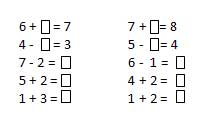 6 + □ = 7    7 + □ = 8
4 - □ = 3    5 - □ = 4
7 - 2 = □    6 - 1 = □
5 + 2 = □    4 + 2 = □
1 + 3 = □    1 + 2 = □